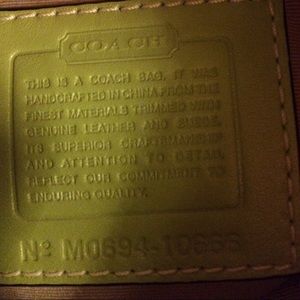 COACH
THIS IS A COACH BAG. IT WAS
HANDCRAFTED IN CHINA FROM THE
FINEST MATERIALS TRIMMED WITH
GENUINE LEATHER AND SUEDE.
ITS SUPERIOR CRAFTSMANSHIP
AND ATTENTION TO DETAIL
REFLECT OUR COMMITMENT TO
ENDURING QUALITY.
Nº M0694-10666